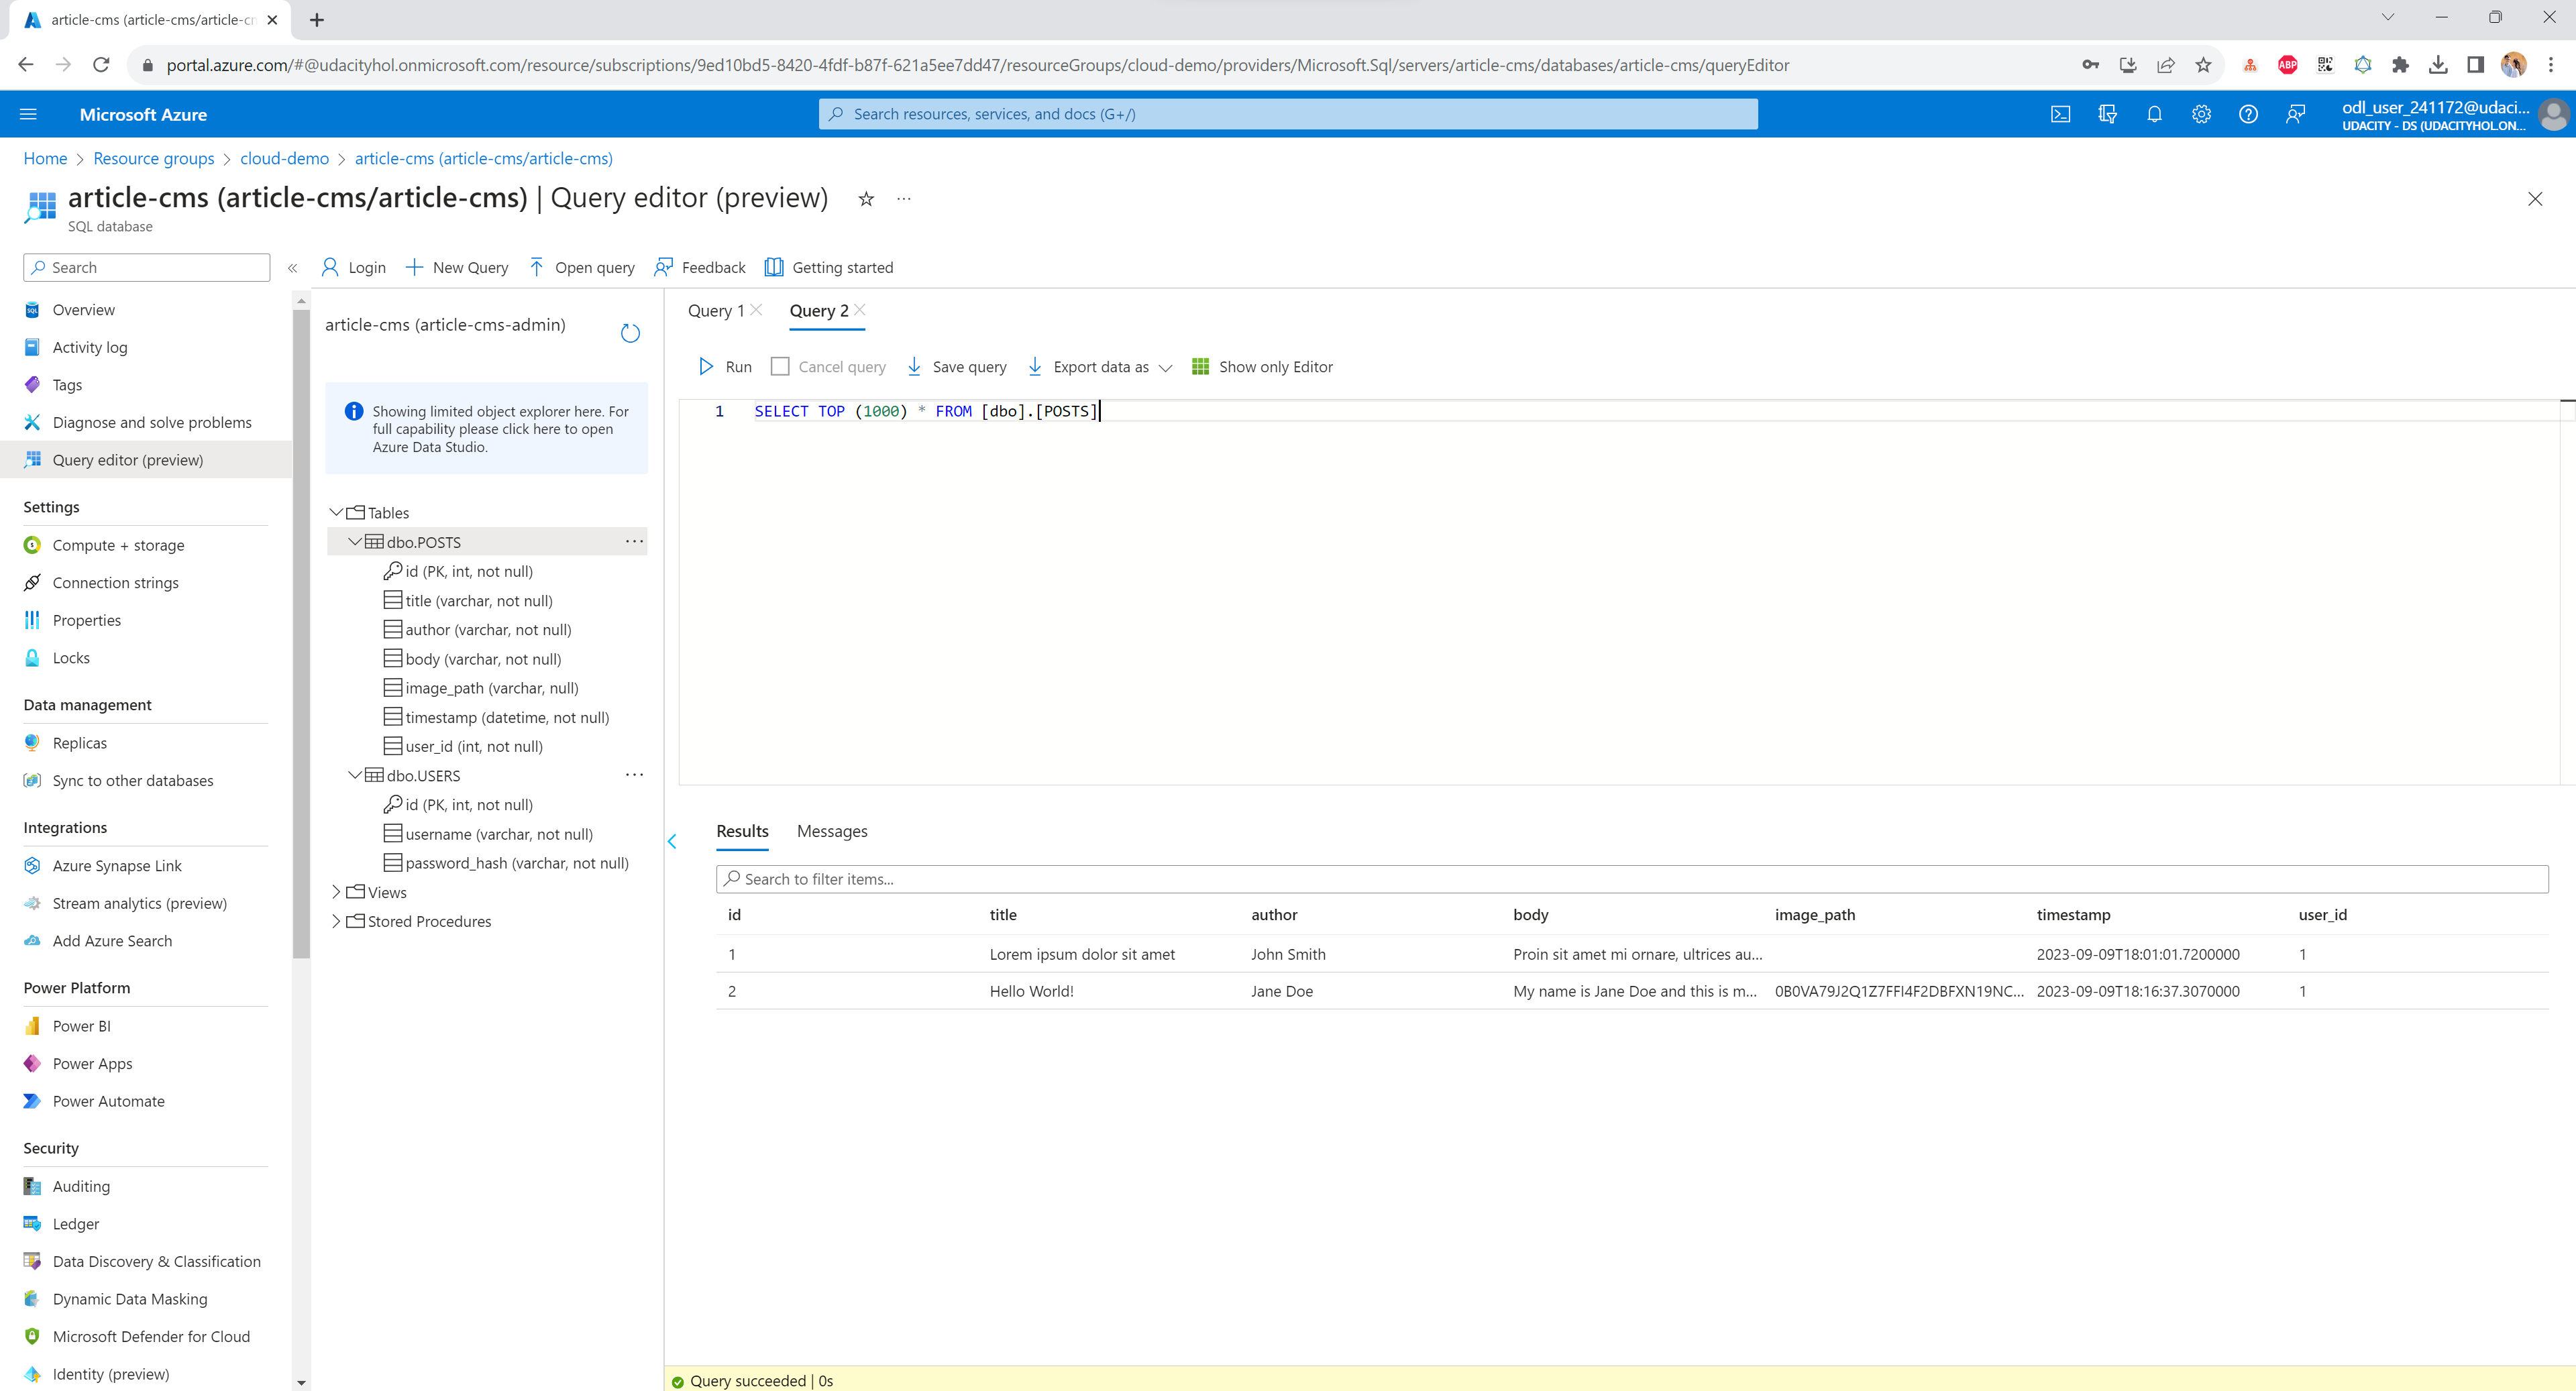 article-cms (article-cms/article-cn
portal.azure.com/#@udacityhol.onmicrosoft.com/resource/subscriptions/9ed10bd5-8420-4fdf-b87f-621a5ee7dd47/resourceGroups/cloud-demo/providers/Microsoft.Sql/servers/article-cms/databases/article-cms/queryEditor
ABP
Microsoft Azure
Search resources, services, and docs (G+/)
odl_user_241172@udaci...
UDACITY - DS (UDACITYHOL.ON...
Home > Resource groups > cloud-demo > article-cms (article-cms/article-cms)
article-cms (article-cms/article-cms) | Query editor (preview)
...
SQL database
Search
«
Login
New Query
Open query
Feedback
Getting started
Overview
Activity log
Tags
Diagnose and solve problems
Query editor (preview)
Settings
Compute + storage
Connection strings
Properties
Locks
Data management
Replicas
Sync to other databases
Integrations
Azure Synapse Link
Stream analytics (preview)
Add Azure Search
Power Platform
Power BI
Power Apps
Power Automate
Security
Auditing
Ledger
Data Discovery & Classification
Dynamic Data Masking
Microsoft Defender for Cloud
Identity (preview)
article-cms (article-cms-admin)
Showing limited object explorer here. For
full capability please click here to open
Azure Data Studio.
Tables
dbo.POSTS ...
id (PK, int, not null)
title (varchar, not null)
author (varchar, not null)
body (varchar, not null)
image_path (varchar, null)
timestamp (datetime, not null)
user_id (int, not null)
dbo.USERS ...
id (PK, int, not null)
username (varchar, not null)
password_hash (varchar, not null)
Views
Stored Procedures
Query 1
Query 2
Run
Cancel query
Save query
Export data as
Show only Editor
1 SELECT TOP (1000) * FROM [dbo].[POSTS]
Results
Messages
Search to filter items...
id title author body image_path timestamp user_id
1 Lorem ipsum dolor sit amet John Smith Proin sit amet mi ornare, ultrices au... 2023-09-09T18:01:01.7200000 1
2 Hello World! Jane Doe My name is Jane Doe and this is m... 0B0VA79J2Q1Z7FFI4F2DBFXN19NC... 2023-09-09T18:16:37.3070000 1
Query succeeded | 0s